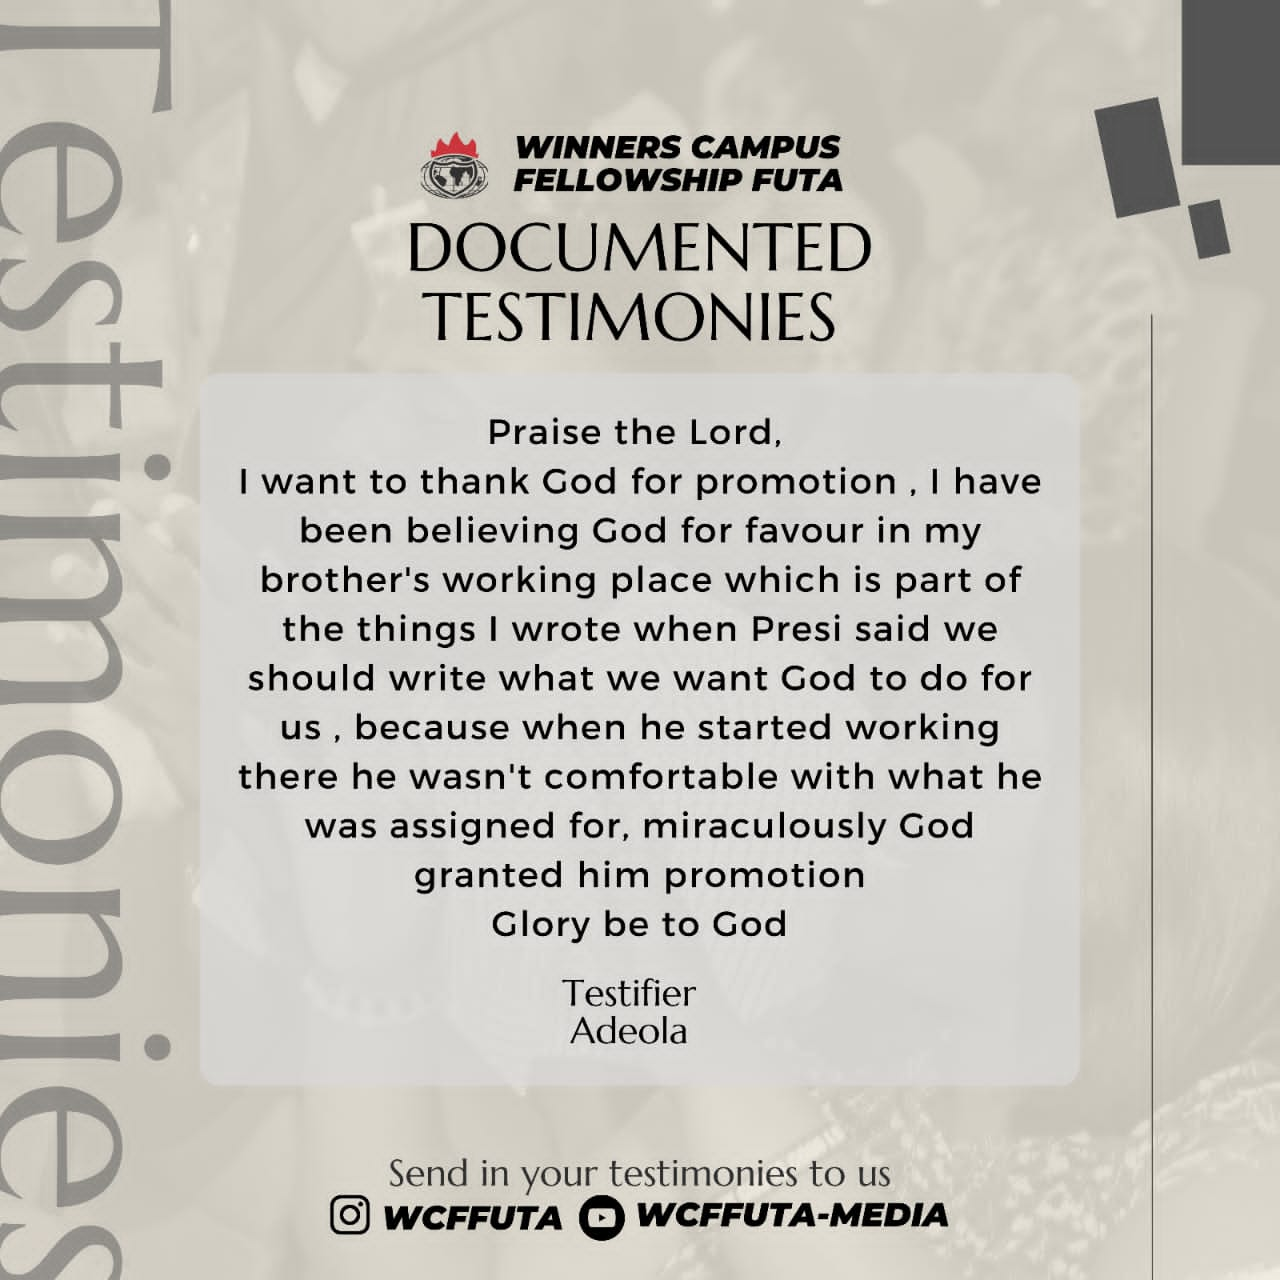 Testimonies
WINNERS CAMPUS
FELLOWSHIP FUTA
DOCUMENTED
TESTIMONIES
Praise the Lord,
I want to thank God for promotion , I have
been believing God for favour in my
brother's working place which is part of
the things I wrote when Presi said we
should write what we want God to do for
us , because when he started working
there he wasn't comfortable with what he
was assigned for, miraculously God
granted him promotion
Glory be to God
Testifier
Adeola
Send in your testimonies to us
WCFFUTA WCFFUTA-MEDIA